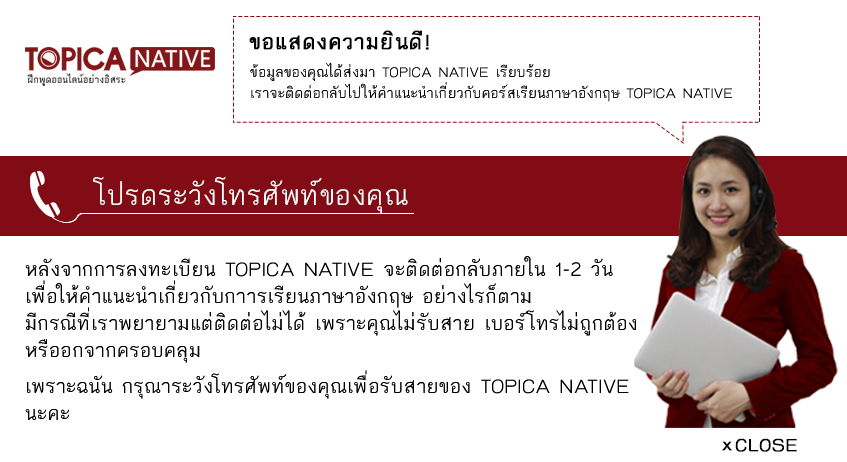 TOPICA NATIVE
ฝึกพูดออนไลน์อย่างอิสระ
ขอแสดงความยินดี!
ข้อมูลของคุณได้ส่งมา TOPICA NATIVE เรียบร้อย
เราจะติดต่อกลับไปให้คำแนะนำเกี่ยวกับคอร์สเรียนภาษาอังกฤษ TOPICA NATIVE
โปรดระวังโทรศัพท์ของคุณ
หลังจากการลงทะเบียน TOPICA NATIVE จะติดต่อกลับภายใน 1-2 วัน
เพื่อให้คำแนะนำเกี่ยวกับกาารเรียนภาษาอังกฤษ อย่างไรก็ตาม
มีกรณีที่เราพยายามแต่ติดต่อไม่ได้ เพราะคุณไม่รับสาย เบอร์โทรไม่ถูกต้อง
หรือออกจากครอบคลุม
เพราะฉนัน กรุณาระวังโทรศัพท์ของคุณเพื่อรับสายของ TOPICA NATIVE
นะคะ
x CLOSE